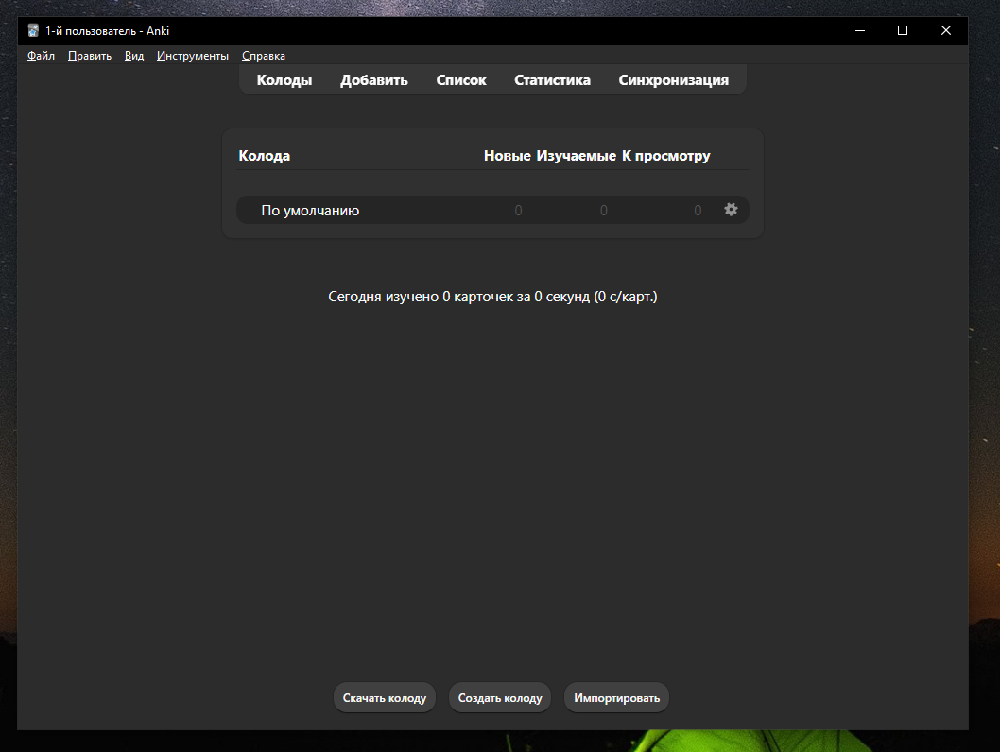 1-й пользователь - Anki
Файл Править Вид Инструменты Справка
Колоды Добавить Список Статистика Синхронизация
Колода Новые Изучаемые К просмотру
По умолчанию 0 0 0
Сегодня изучено 0 карточек за 0 секунд (0 с/карт.)
Скачать колоду Создать колоду Импортировать